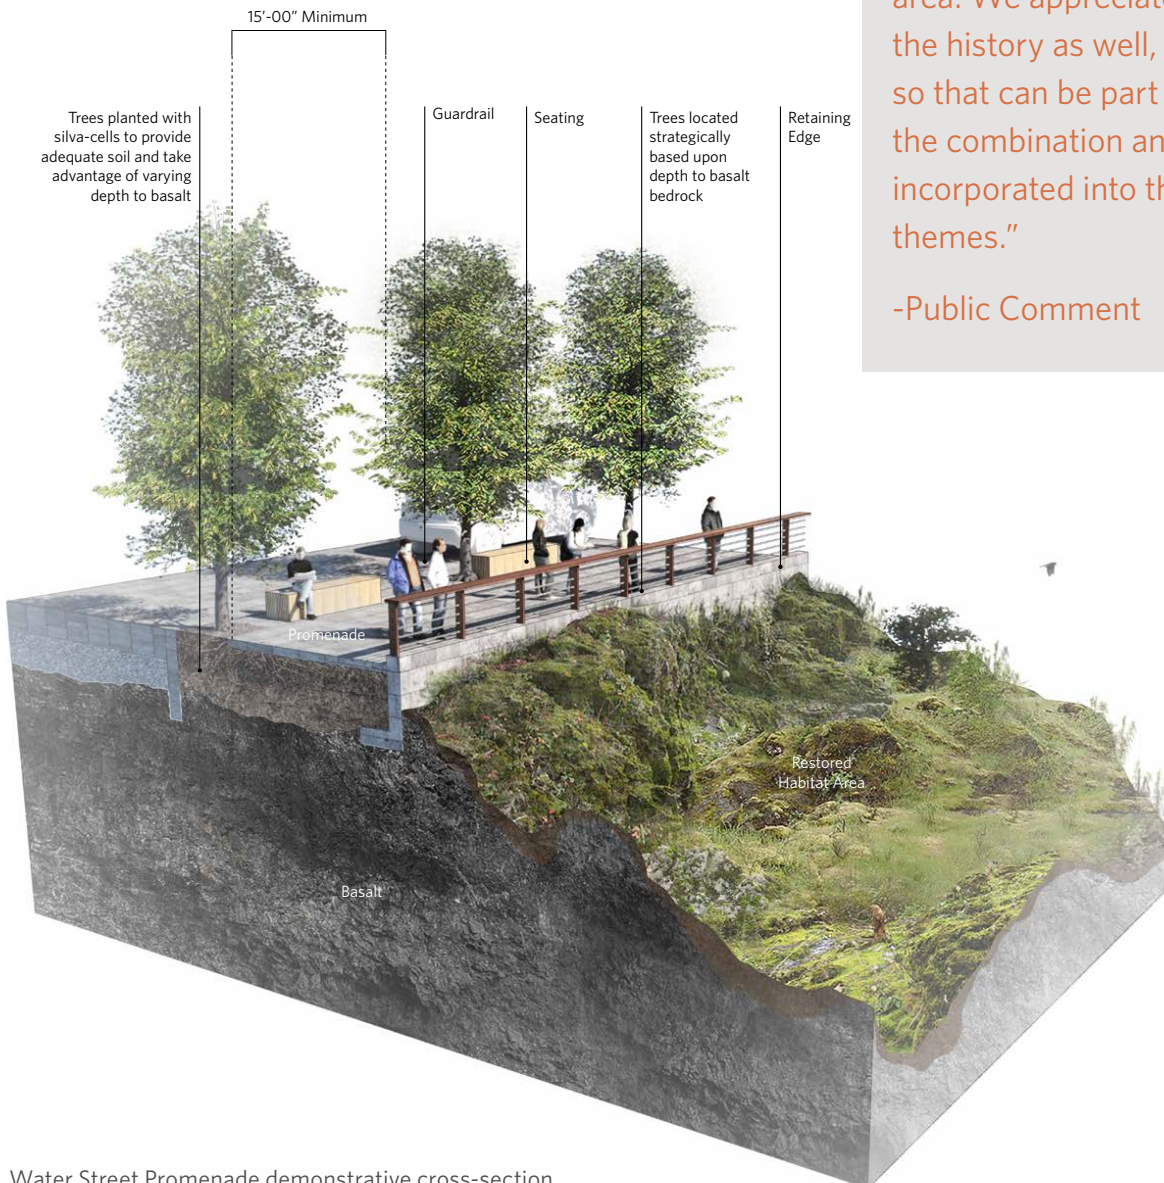 15'-00" Minimum
Trees planted with
silva-cells to provide
adequate soil and take
advantage of varying
depth to basalt
Guardrail
Seating
Trees located
strategically
based upon
depth to basalt
bedrock
Retaining
Edge
area. We appreciate
the history as well,
so that can be part
the combination an
incorporated into th
themes.”
-Public Comment
Promenade
Restored
Habitat Area
Basalt
Water Street Promenade demonstrative cross-section